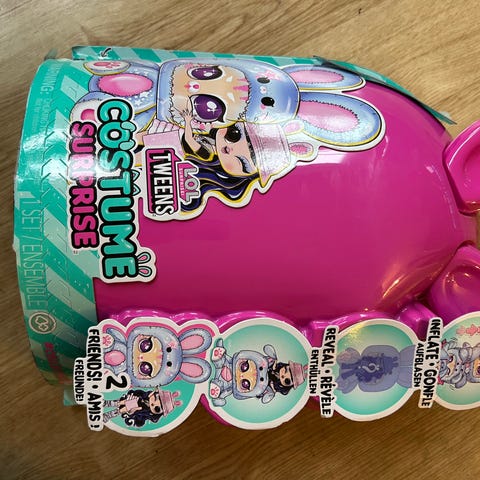 WARNING:
L.O.L.
SURPRISE!
TWEENS
COSTUME
SURPRISE
1 SET / ENSEMBLE
2
FRIENDS! • AMIS !
FREUNDE!
REVEAL • RÉVÈLE
ENTHÜLLEN
INFLATE! • GONFLE
AUFBLASEN